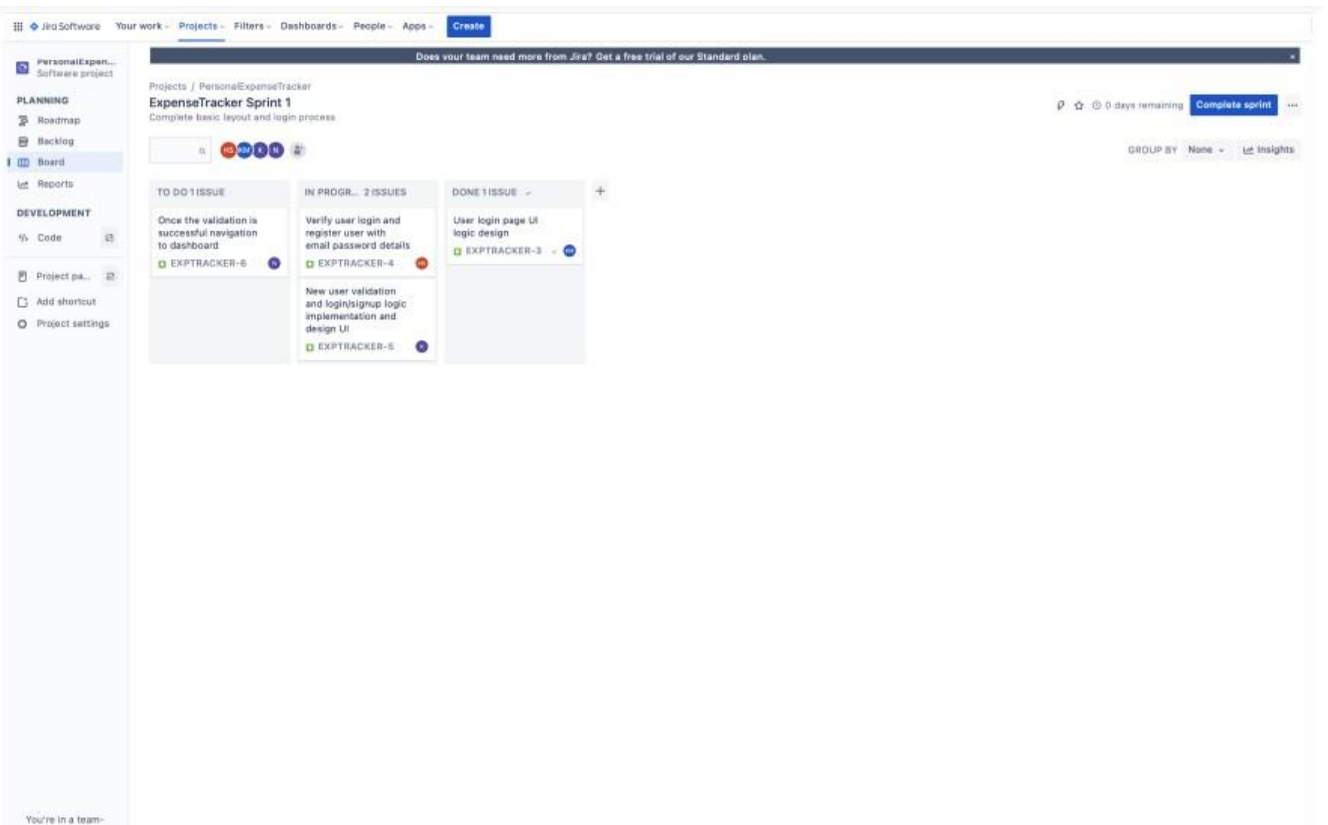 Jira Software Your work Projects Filters Dashboards People Apps Create
PersonalExpen...
Software project
PLANNING
Roadmap
Backlog
Board
Reports
DEVELOPMENT
Code
Project pa...
Add shortcut
Project settings
You're in a team-
Does your team need more from Jira? Get a free trial of our Standard plan.
Projects / PersonalExpenseTracker
ExpenseTracker Sprint 1
Complete basic layout and login process
0 days remaining Complete sprint
HS KM K N
GROUP BY None Insights
TO DO 1 ISSUE
Once the validation is
successful navigation
to dashboard
EXPTRACKER-6 N
IN PROGR... 2 ISSUES
Verify user login and
register user with
email password details
EXPTRACKER-4 HS
New user validation
and login/signup logic
implementation and
design UI
EXPTRACKER-5 K
DONE 1 ISSUE
User login page UI
logic design
EXPTRACKER-3 KM